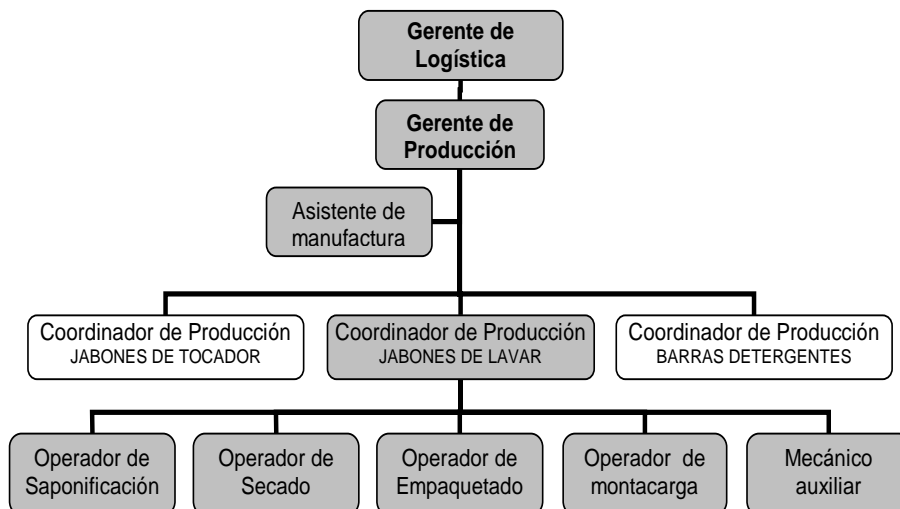 Gerente de
Logística
Gerente de
Producción
Asistente de
manufactura
Coordinador de Producción
JABONES DE TOCADOR
Coordinador de Producción
JABONES DE LAVAR
Coordinador de Producción
BARRAS DETERGENTES
Operador de
Saponificación
Operador de
Secado
Operador de
Empaquetado
Operador de
montacarga
Mecánico
auxiliar